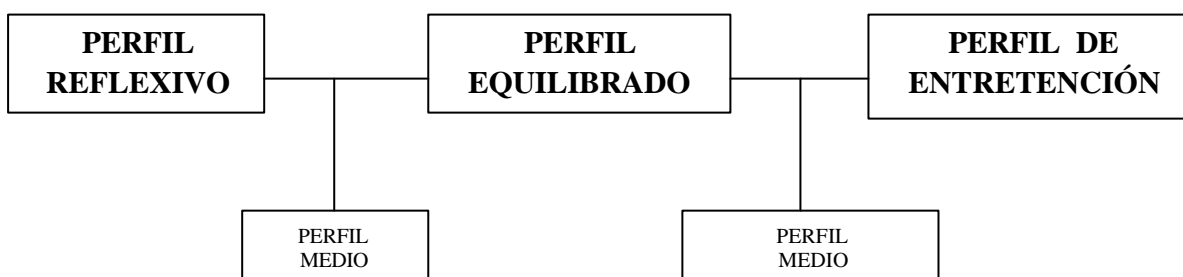 PERFIL
REFLEXIVO
PERFIL
EQUILIBRADO
PERFIL DE
ENTRETENCIÓN
PERFIL
MEDIO
PERFIL
MEDIO